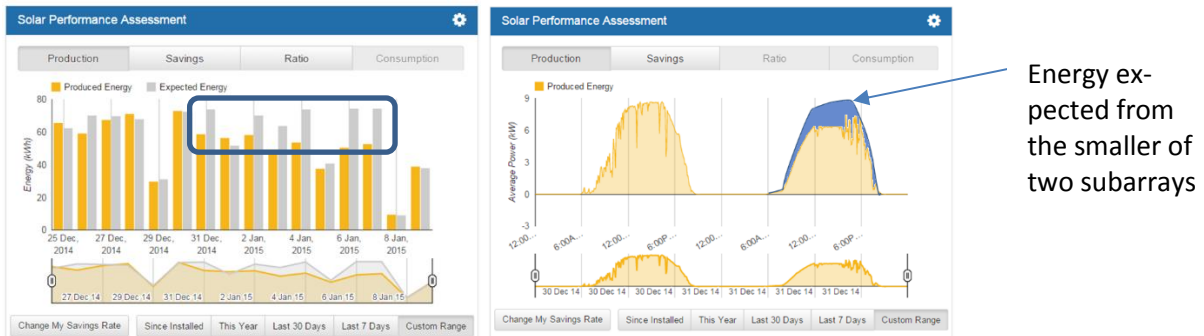 Solar Performance Assessment
Production Savings Ratio Consumption
Produced Energy Expected Energy
Energy (kWh)
80
60
40
20
0
25 Dec, 2014 27 Dec, 2014 29 Dec, 2014 31 Dec, 2014 2 Jan, 2015 4 Jan, 2015 6 Jan, 2015 8 Jan, 2015
27 Dec 14 29 Dec 14 31 Dec 14 2 Jan 15 4 Jan 15 6 Jan 15 8 Jan 15
Change My Savings Rate Since Installed This Year Last 30 Days Last 7 Days Custom Range
Solar Performance Assessment
Production Savings Ratio Consumption
Produced Energy
Average Power (kW)
9
6
3
0
-3
12:00... 6:00A... 12:00... 6:00P... 12:00... 6:00A... 12:00... 6:00P...
30 Dec 14 30 Dec 14 30 Dec 14 31 Dec 14 31 Dec 14 31 Dec 14 31 Dec 14
Change My Savings Rate Since Installed This Year Last 30 Days Last 7 Days Custom Range
Energy ex-
pected from
the smaller of
two subarrays